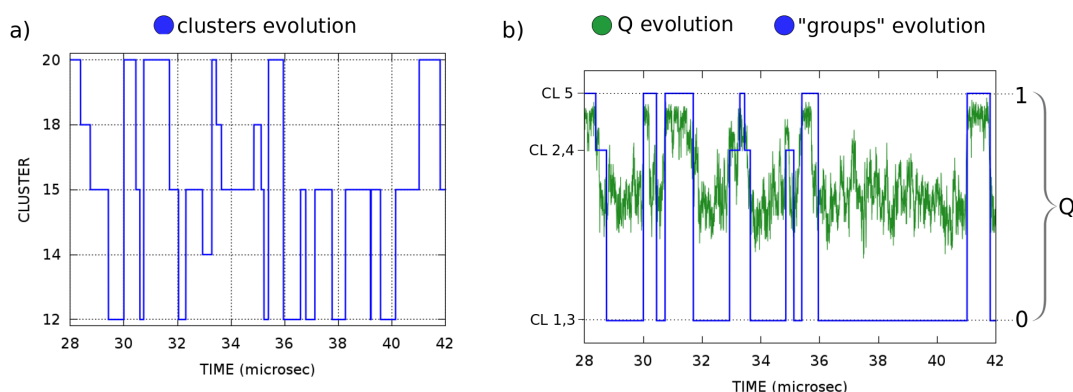 a)
clusters evolution
20
18
15
14
12
CLUSTER
28 30 32 34 36 38 40 42
TIME (microsec)
b)
Q evolution "groups" evolution
CL 5
CL 2,4
CL 1,3
1
0
Q
28 30 32 34 36 38 40 42
TIME (microsec)